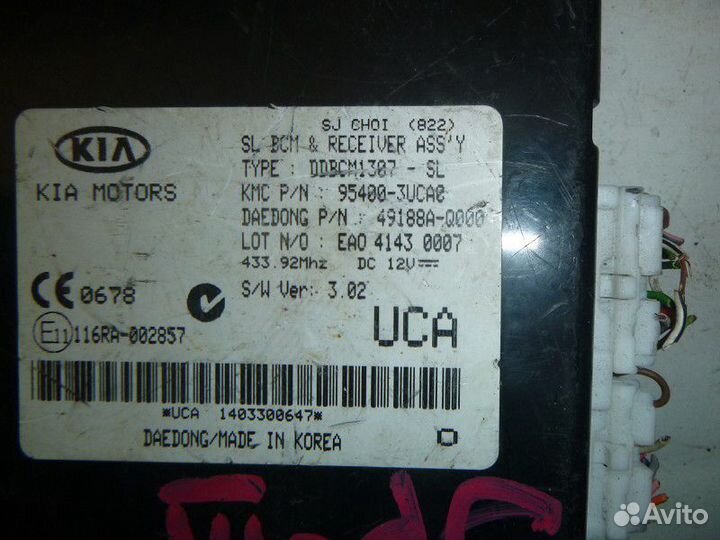 SJ CHOI (822)
KIA
SL BCM & RECEIVER ASS'Y
TYPE : DDBCM1307 - SL
KIA MOTORS
KMC P/N : 95400-3UCA0
DAEDONG P/N : 49188A-Q000
LOT N/O : EAO 4143 0007
433.92Mhz DC 12V
CE 0678
S/W Ver: 3.02
E11 116RA-002857
UCA
*UCA 1403300647*
DAEDONG/MADE IN KOREA
D
Avito